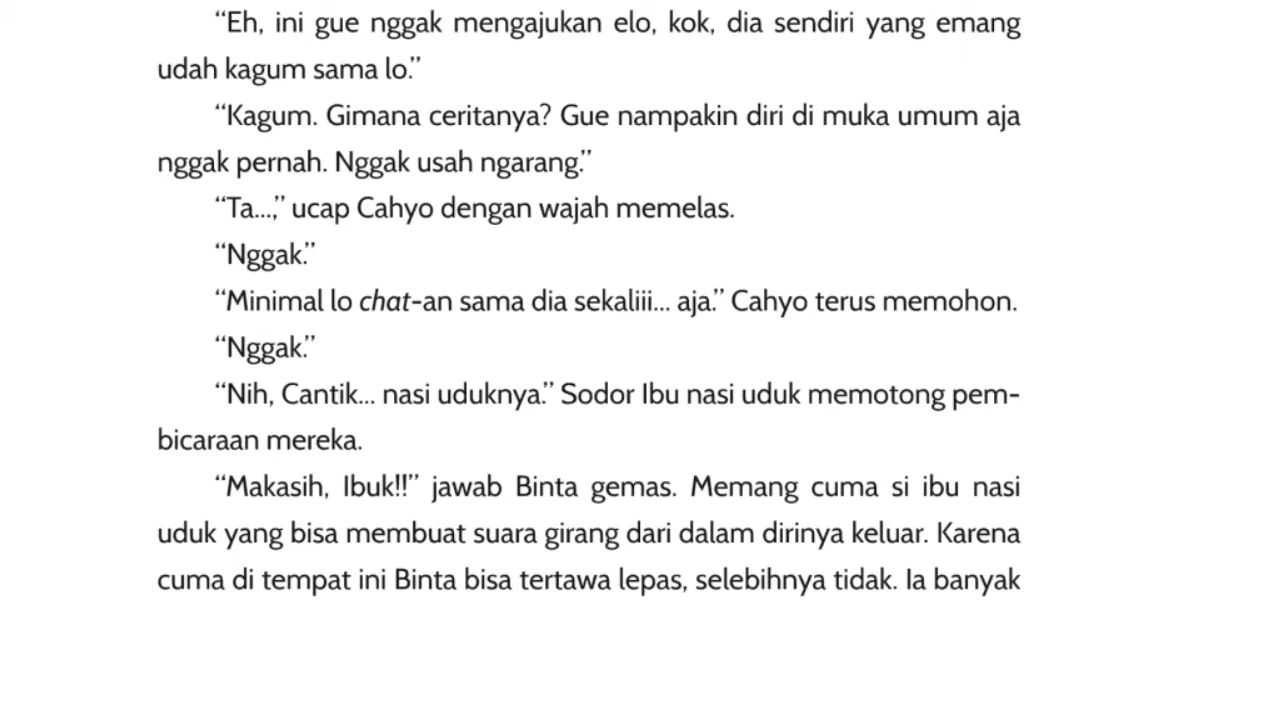 “Eh, ini gue nggak mengajukan elo, kok, dia sendiri yang emang
udah kagum sama lo.”
“Kagum. Gimana ceritanya? Gue nampakin diri di muka umum aja
nggak pernah. Nggak usah ngarang.”
“Ta...,” ucap Cahyo dengan wajah memelas.
“Nggak.”
“Minimal lo chat-an sama dia sekaliii... aja.” Cahyo terus memohon.
“Nggak.”
“Nih, Cantik... nasi uduknya.” Sodor Ibu nasi uduk memotong pem-
bicaraan mereka.
“Makasih, Ibuk!!” jawab Binta gemas. Memang cuma si ibu nasi
uduk yang bisa membuat suara girang dari dalam dirinya keluar. Karena
cuma di tempat ini Binta bisa tertawa lepas, selebihnya tidak. Ia banyak